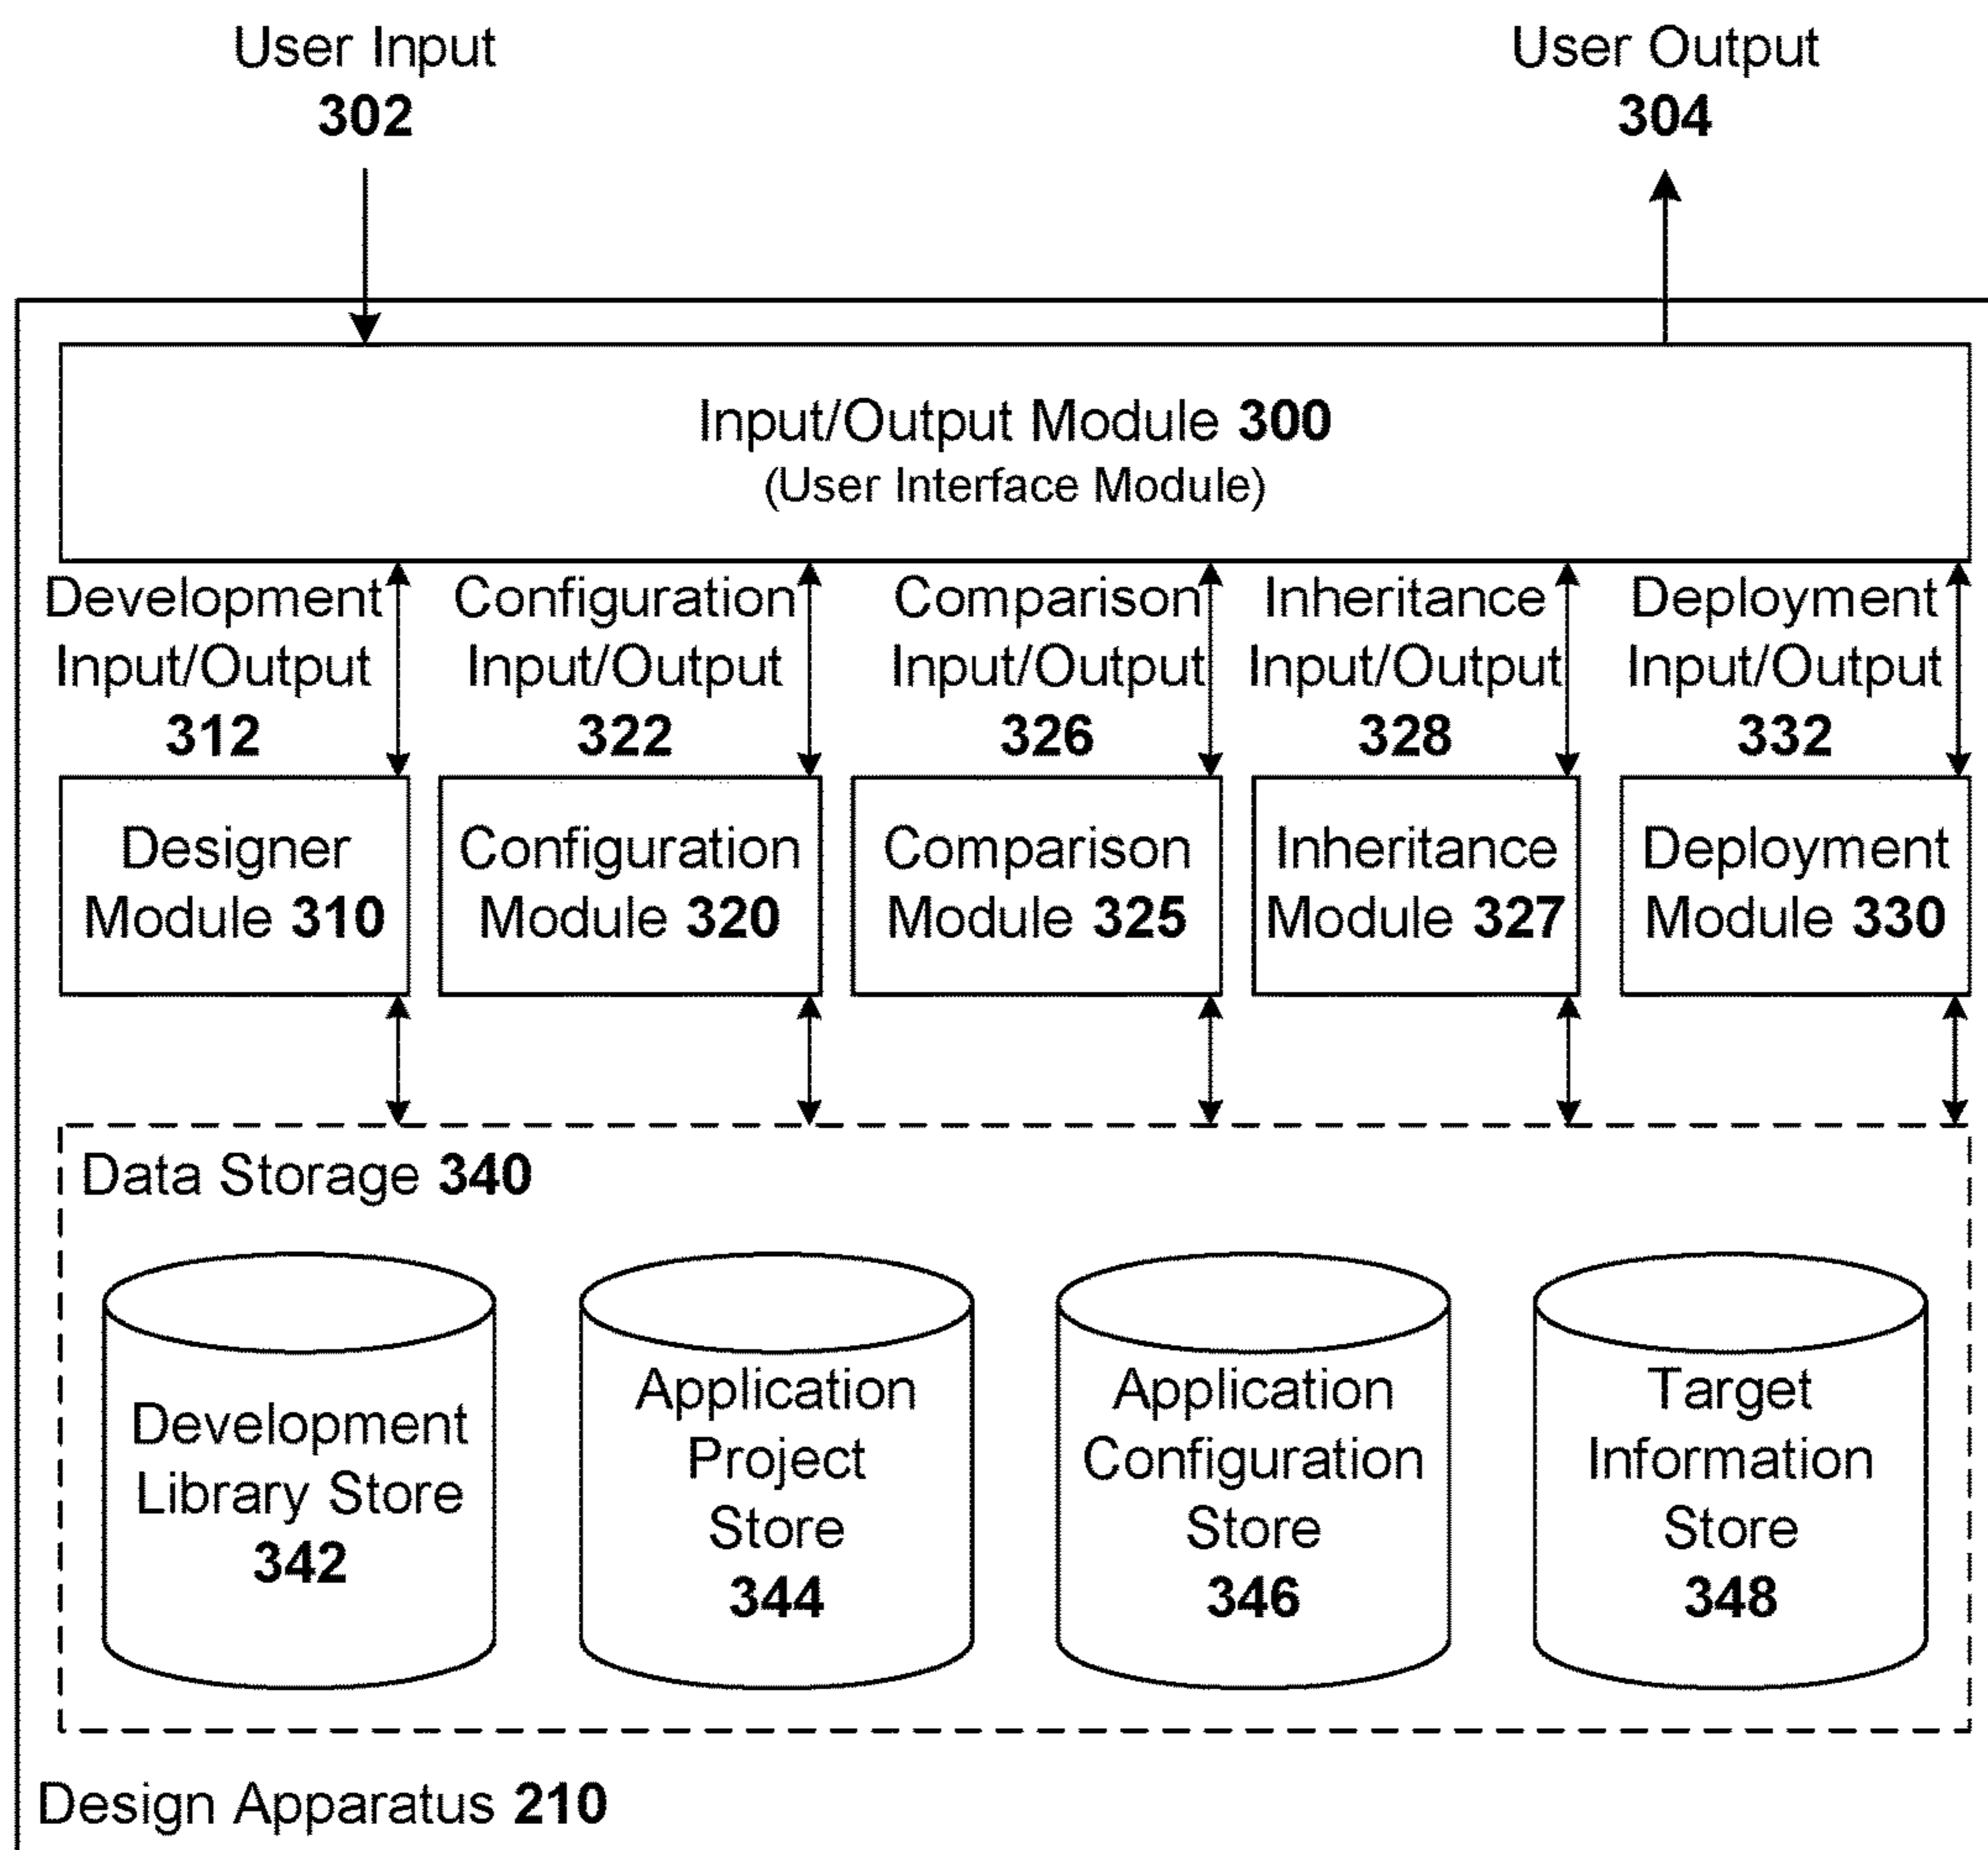 User Input
302
User Output
304
Input/Output Module 300
(User Interface Module)
Development
Input/Output
312
Configuration
Input/Output
322
Comparison
Input/Output
326
Inheritance
Input/Output
328
Deployment
Input/Output
332
Designer
Module 310
Configuration
Module 320
Comparison
Module 325
Inheritance
Module 327
Deployment
Module 330
Data Storage 340
Development
Library Store
342
Application
Project
Store
344
Application
Configuration
Store
346
Target
Information
Store
348
Design Apparatus 210